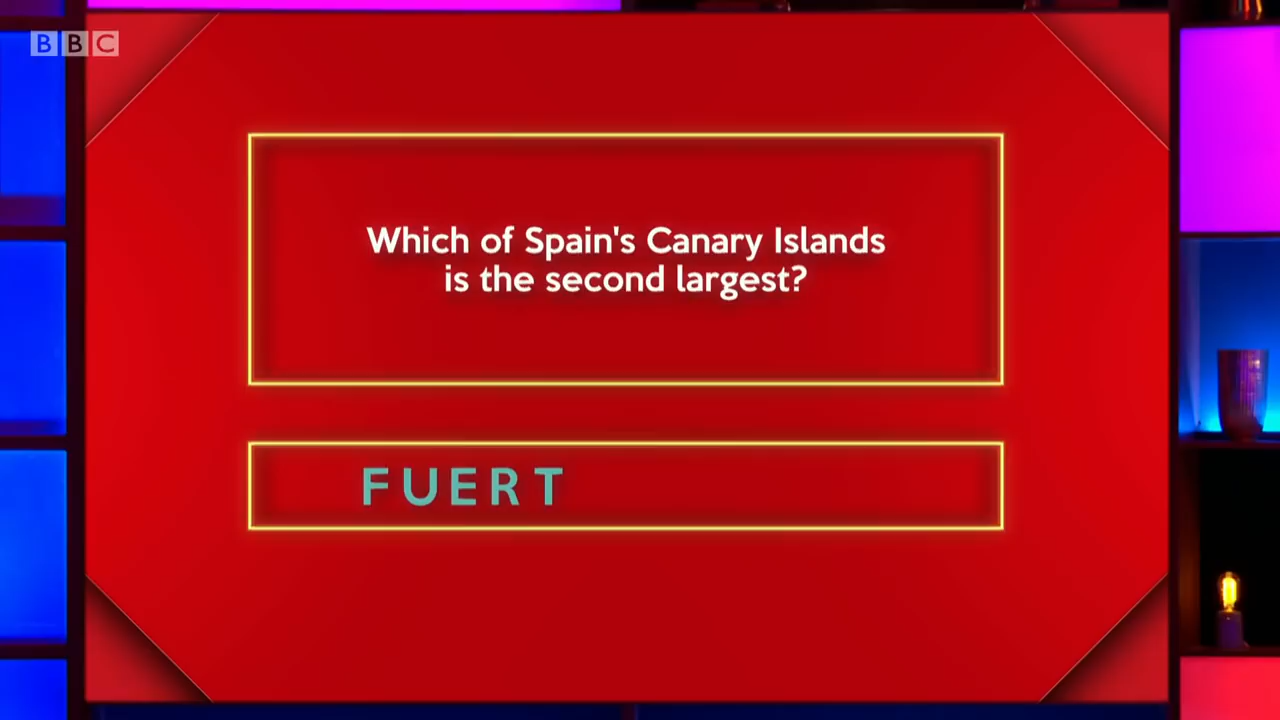 BBC
Which of Spain's Canary Islands
is the second largest?
FUERT